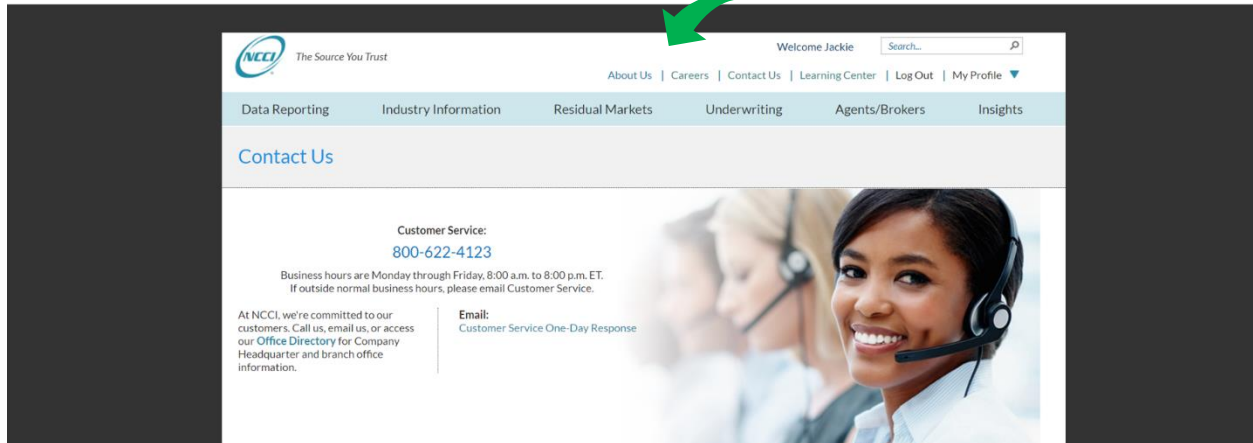 NCCI
The Source You Trust
Welcome Jackie
Search...
About Us | Careers | Contact Us | Learning Center | Log Out | My Profile
Data Reporting Industry Information Residual Markets Underwriting Agents/Brokers Insights
Contact Us
Customer Service:
800-622-4123
Business hours are Monday through Friday, 8:00 a.m. to 8:00 p.m. ET.
If outside normal business hours, please email Customer Service.
At NCCI, we're committed to our
customers. Call us, email us, or access
our Office Directory for Company
Headquarter and branch office
information.
Email:
Customer Service One-Day Response